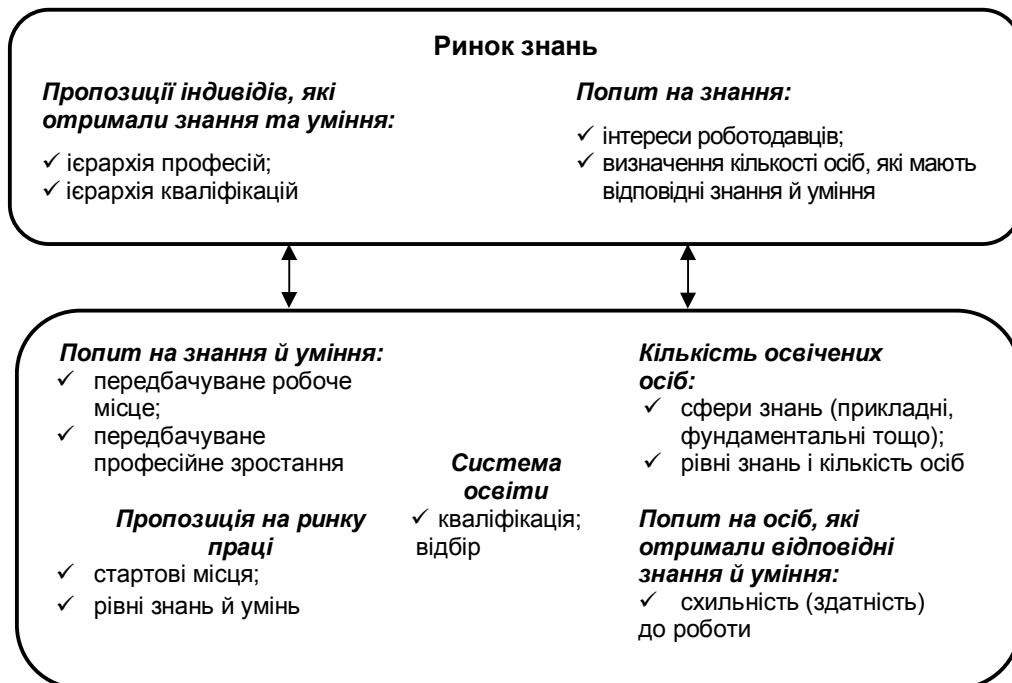 Ринок знань
Пропозиції індивідів, які
отримали знання та уміння:
✓ ієрархія професій;
✓ ієрархія кваліфікацій
Попит на знання:
✓ інтереси роботодавців;
✓ визначення кількості осіб, які мають
відповідні знання й уміння
Попит на знання й уміння:
✓ передбачуване робоче
місце;
✓ передбачуване
професійне зростання
Пропозиція на ринку
праці
✓ стартові місця;
✓ рівні знань й умінь
Система
освіти
✓ кваліфікація;
відбір
Кількість освічених
осіб:
✓ сфери знань (прикладні,
фундаментальні тощо);
✓ рівні знань і кількість осіб
Попит на осіб, які
отримали відповідні
знання й уміння:
✓ схильність (здатність)
до роботи